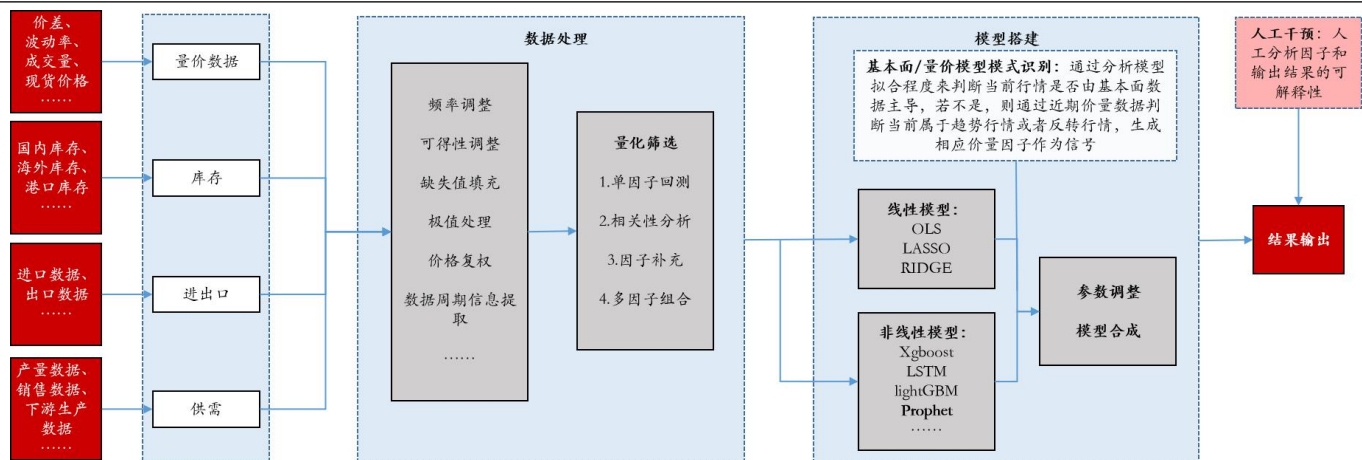 价差、
波动率、
成交量、
现货价格
……
国内库存、
海外库存、
港口库存
……
进口数据、
出口数据
……
产量数据、
销售数据、
下游生产
数据
……
量价数据
库存
进出口
供需
数据处理
频率调整
可得性调整
缺失值填充
极值处理
价格复权
数据周期信息提
取
……
量化筛选
1.单因子回测
2.相关性分析
3.因子补充
4.多因子组合
模型搭建
基本面/量价模型模式识别：通过分析模型
拟合程度来判断当前行情是否由基本面数
据主导，若不是，则通过近期价量数据判
断当前属于趋势行情或者反转行情，生成
相应价量因子作为信号
线性模型：
OLS
LASSO
RIDGE
非线性模型：
Xgboost
LSTM
lightGBM
Prophet
……
参数调整
模型合成
人工干预：人
工分析因子和
输出结果的可
解释性
结果输出